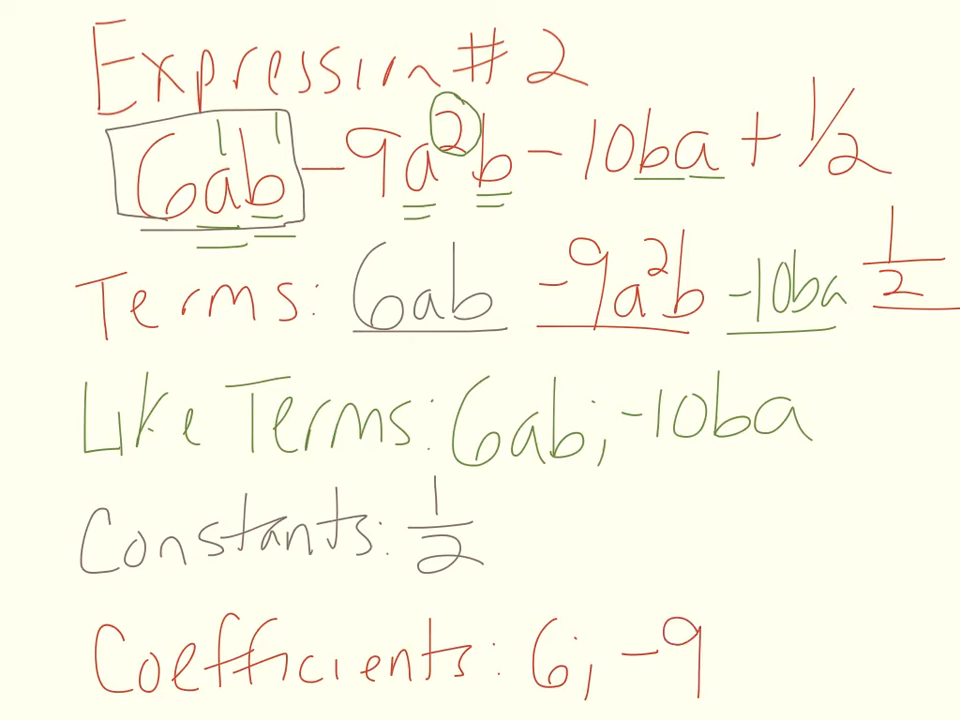 Expression #2
6a¹b¹ - 9a²b - 10ba + 1/2
Terms: 6ab -9a²b -10ba 1/2
Like Terms: 6ab; -10ba
Constants: 1/2
Coefficients: 6; -9